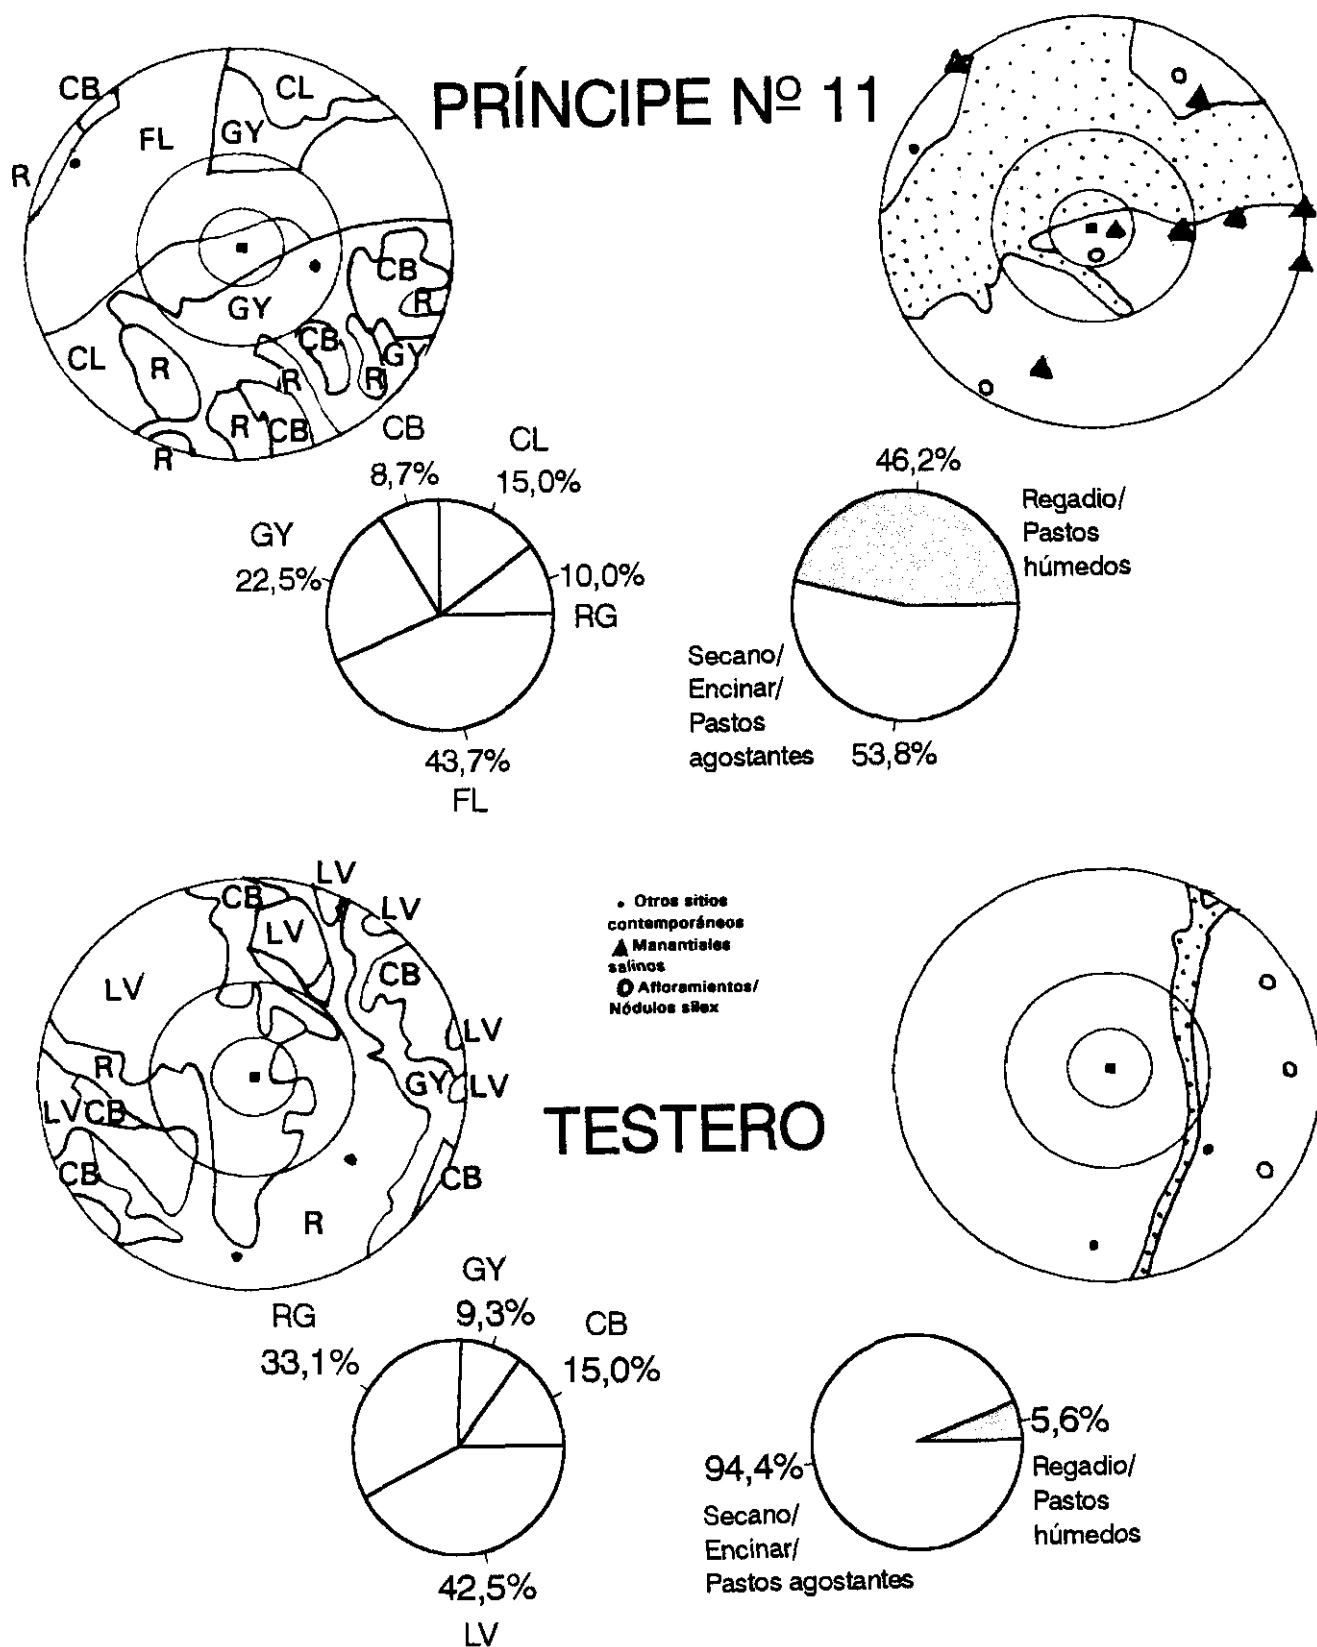 PRÍNCIPE Nº 11
CB
CL
FL
GY
R
CB
R
GY
CB
CL
R
R
GY
R
R
CB
R
CB
8,7%
CL
15,0%
GY
22,5%
10,0%
RG
43,7%
FL
46,2%
Regadio/
Pastos
húmedos
Secano/
Encinar/
Pastos
agostantes
53,8%
LV
CB
LV
LV
CB
LV
LV
R
GY
LV
LV
CB
CB
CB
R
• Otros sitios
contemporáneos
Manantiales
salinos
Afloramientos/
Nódulos sílex
TESTERO
GY
9,3%
RG
33,1%
CB
15,0%
42,5%
LV
5,6%
Regadio/
Pastos
húmedos
94,4%
Secano/
Encinar/
Pastos agostantes